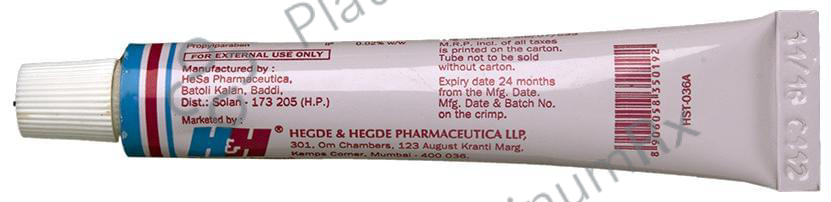 Propylparaben IP 0.02% w/w
FOR EXTERNAL USE ONLY
Manufactured by :
HeSa Pharmaceutica,
Batoli Kalan, Baddi,
Dist.: Solan - 173 205 (H.P.)
Marketed by :
H&H
HEGDE & HEGDE PHARMACEUTICA LLP,
301, Om Chambers, 123 August Kranti Marg,
Kemps Corner, Mumbai - 400 036.
M.R.P. incl. of all taxes
is printed on the carton.
Tube not to be sold
without carton.
Expiry date 24 months
from the Mfg. Date.
Mfg. Date & Batch No.
on the crimp.
8906058350192
HST-036A